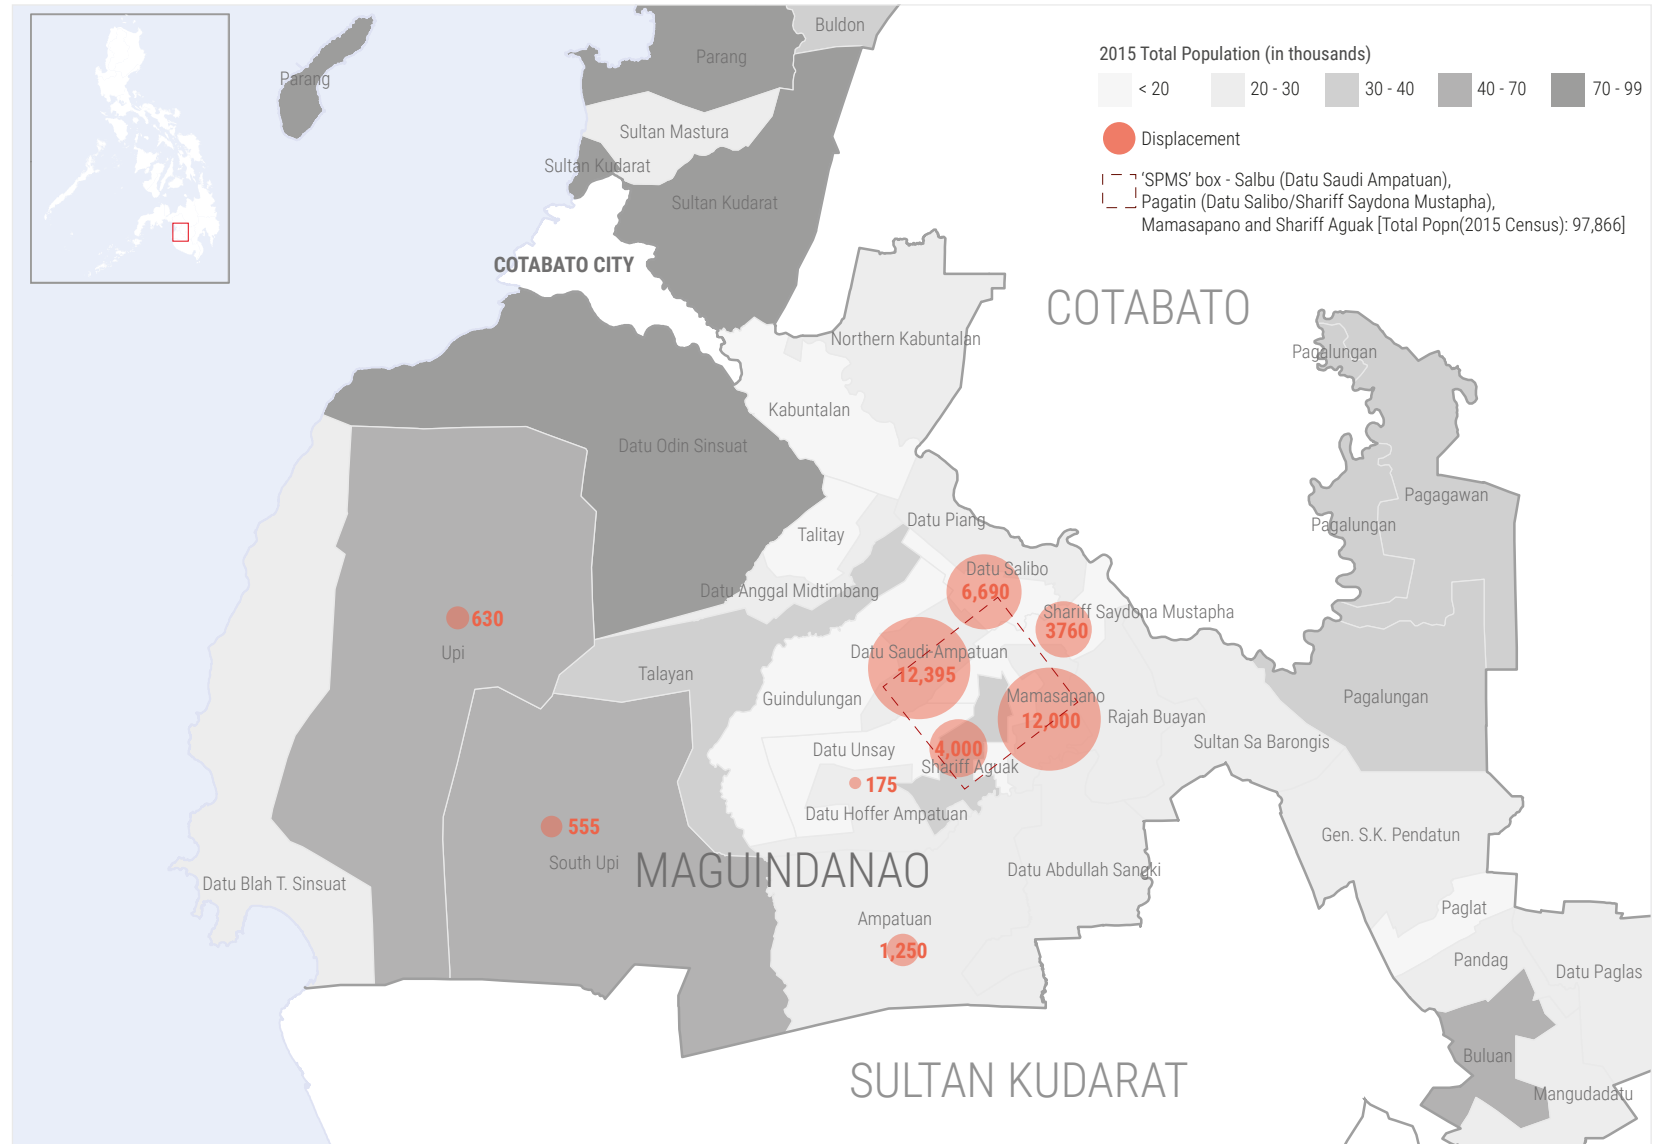 Buldon
Parang
Parang
2015 Total Population (in thousands)
< 20
20 - 30
30 - 40
40 - 70
70 - 99
Displacement
'SPMS' box - Salbu (Datu Saudi Ampatuan),
Pagatin (Datu Salibo/Shariff Saydona Mustapha),
Mamasapano and Shariff Aguak [Total Popn(2015 Census): 97,866]
Sultan Mastura
Sultan Kudarat
Sultan Kudarat
COTABATO CITY
COTABATO
Northern Kabuntalan
Pagalungan
Kabuntalan
Datu Odin Sinsuat
Pagagawan
Datu Piang
Pagalungan
Talitay
Datu Salibo
6,690
Datu Anggal Midtimbang
Shariff Saydona Mustapha
3760
630
Upi
Datu Saudi Ampatuan
12,395
Talayan
Guindulungan
Mamasapano
12,000
Pagalungan
Rajah Buayan
Sultan Sa Barongis
Datu Unsay
4,000
Shariff Aguak
175
Datu Hoffer Ampatuan
555
South Upi
Gen. S.K. Pendatun
MAGUINDANAO
Datu Abdullah Sangki
Datu Blah T. Sinsuat
Paglat
Ampatuan
1,250
Pandag
Datu Paglas
Buluan
SULTAN KUDARAT
Mangudadatu